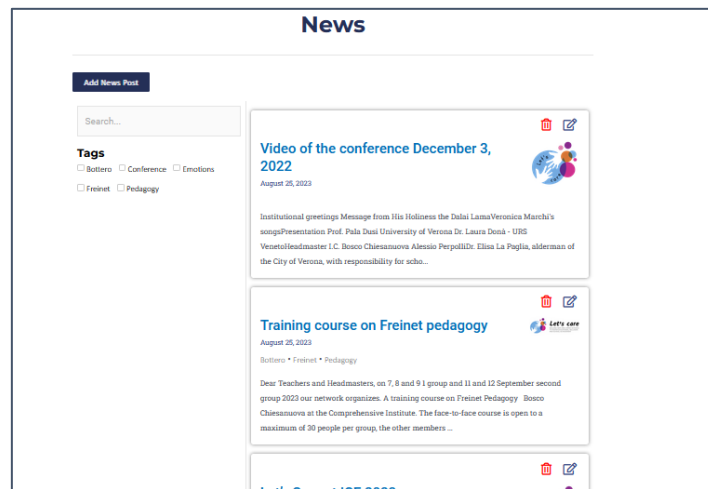 News
Add News Post
Search...
Tags
Bottero Conference Emotions
Freinet Pedagogy
Video of the conference December 3,
2022
August 25, 2023
Let's care
Institutional greetings Message from His Holiness the Dalai LamaVeronica Marchi's
songsPresentation Prof. Pala Dusi University of Verona Dr. Laura Donà - URS
VenetoHeadmaster I.C. Bosco Chiesanuova Alessio PerpolliDr. Elisa La Paglia, alderman of
the City of Verona, with responsibility for scho...
Training course on Freinet pedagogy
Let's care
August 25, 2023
Bottero • Freinet • Pedagogy
Dear Teachers and Headmasters, on 7, 8 and 9 1 group and 11 and 12 September second
group 2023 our network organizes. A training course on Freinet Pedagogy Bosco
Chiesanuova at the Comprehensive Institute. The face-to-face course is open to a
maximum of 30 people per group, the other members ...